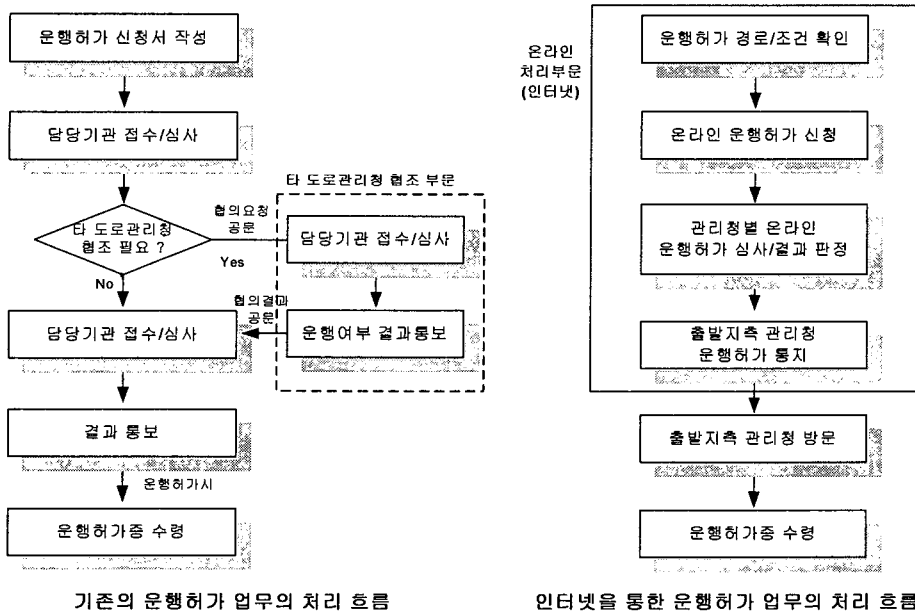 운행허가 신청서 작성
담당기관 접수/심사
타 도로관리청
협조 필요 ?
협의요청
공문
Yes
No
타 도로관리청 협조 부문
담당기관 접수/심사
운행여부 결과통보
협의결과
공문
담당기관 접수/심사
결과 통보
운행허가시
운행허가증 수령
기존의 운행허가 업무의 처리 흐름
온라인
처리부문
(인터넷)
운행허가 경로/조건 확인
온라인 운행허가 신청
관리청별 온라인
운행허가 심사/결과 판정
출발지측 관리청
운행허가 통지
출발지측 관리청 방문
운행허가증 수령
인터넷을 통한 운행허가 업무의 처리 흐름